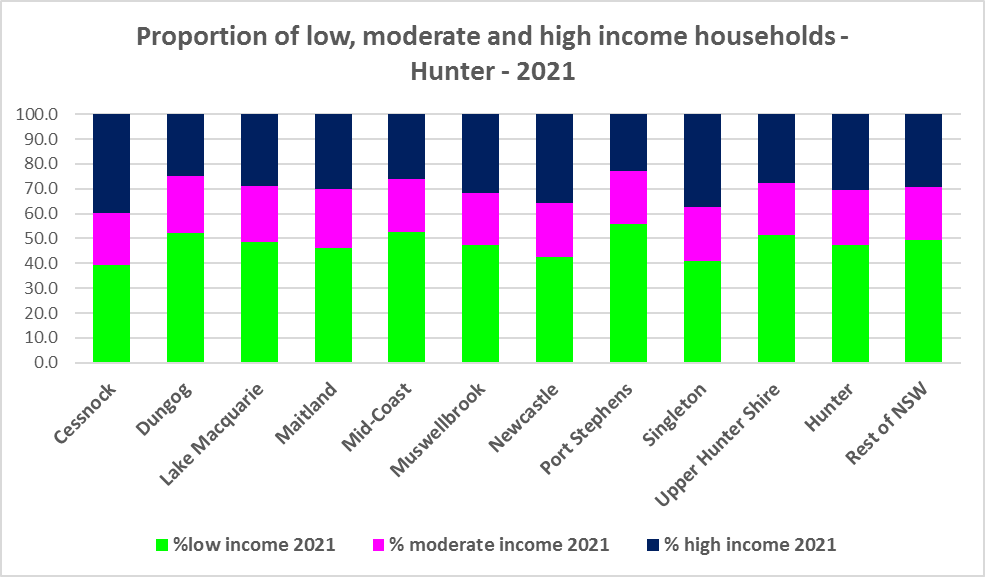 Proportion of low, moderate and high income households -
Hunter - 2021
100.0
90.0
80.0
70.0
60.0
50.0
40.0
30.0
20.0
10.0
0.0
Cessnock
Dungog
Lake Macquarie
Maitland
Mid-Coast
Muswellbrook
Newcastle
Port Stephens
Singleton
Upper Hunter Shire
Hunter
Rest of NSW
%low income 2021
% moderate income 2021
% high income 2021